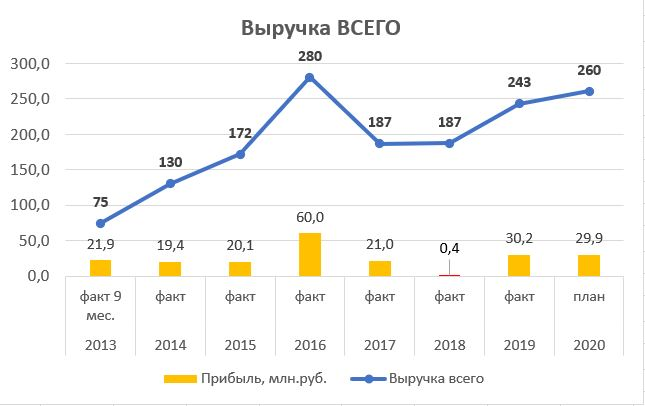 Выручка ВСЕГО
300,0
250,0
200,0
150,0
100,0
50,0
0,0
75
130
172
280
187
187
243
260
21,9
19,4
20,1
60,0
21,0
0,4
30,2
29,9
факт 9 мес.
факт
факт
факт
факт
факт
факт
план
2013
2014
2015
2016
2017
2018
2019
2020
Прибыль, млн.руб.
Выручка всего